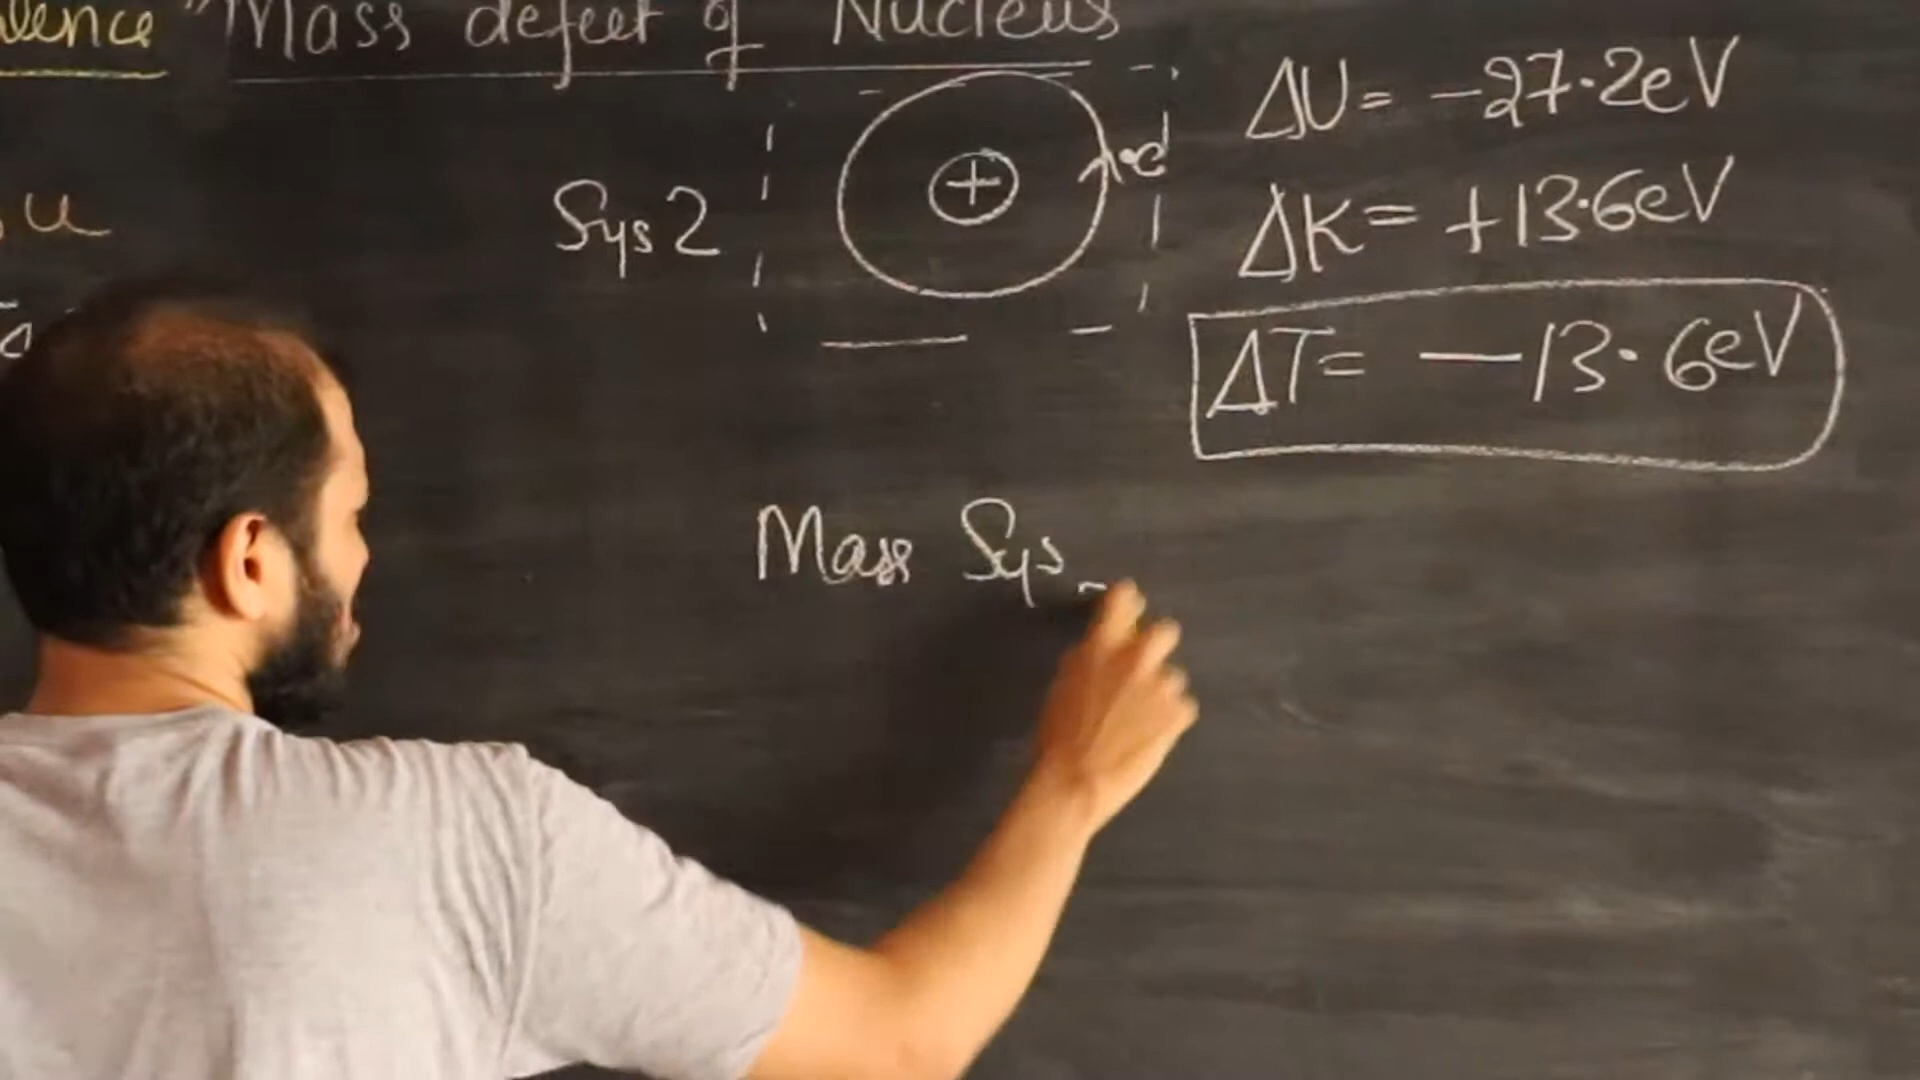 "Mass defect of Nucleus
ΔU = -27.2eV
Sys 2
+
ΔK = +13.6eV
ΔT = -13.6eV
Mass Sys